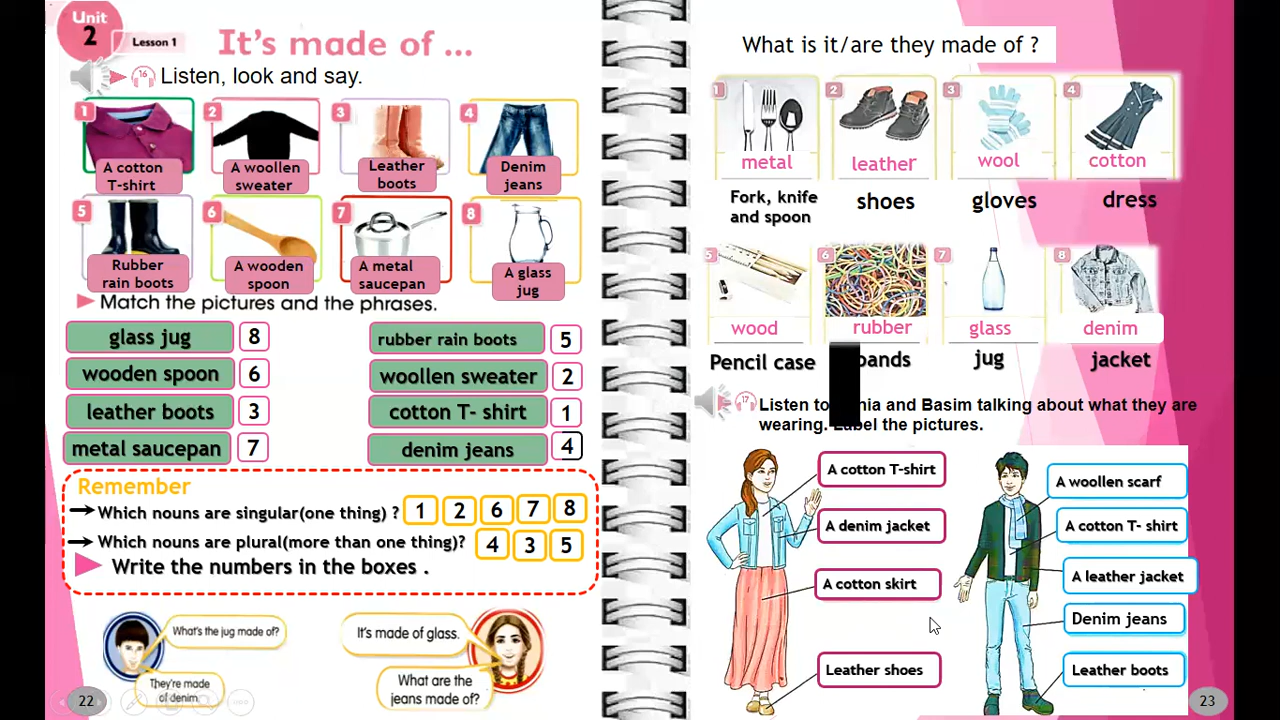 Unit
2
Lesson 1
It's made of ...
16
Listen, look and say.
1
2
3
4
A cotton
T-shirt
A woollen
sweater
Leather
boots
Denim
jeans
5
6
7
8
Rubber
rain boots
A wooden
spoon
A metal
saucepan
A glass
jug
Match the pictures and the phrases.
glass jug 8
rubber rain boots 5
wooden spoon 6
woollen sweater 2
leather boots 3
cotton T- shirt 1
metal saucepan 7
denim jeans 4
Remember
Which nouns are singular(one thing) ? 1 2 6 7 8
Which nouns are plural(more than one thing)? 4 3 5
Write the numbers in the boxes .
What's the jug made of?
It's made of glass.
What are the
jeans made of?
They're made
of denim.
22
What is it/are they made of ?
1
2
3
4
metal
leather
wool
cotton
Fork, knife
and spoon
shoes
gloves
dress
5
6
7
8
wood
rubber
glass
denim
Pencil case
jug
jacket
17
Listen to and Basim talking about what they are
wearing. the pictures.
A cotton T-shirt
A denim jacket
A cotton skirt
Leather shoes
A woollen scarf
A cotton T- shirt
A leather jacket
Denim jeans
Leather boots
23